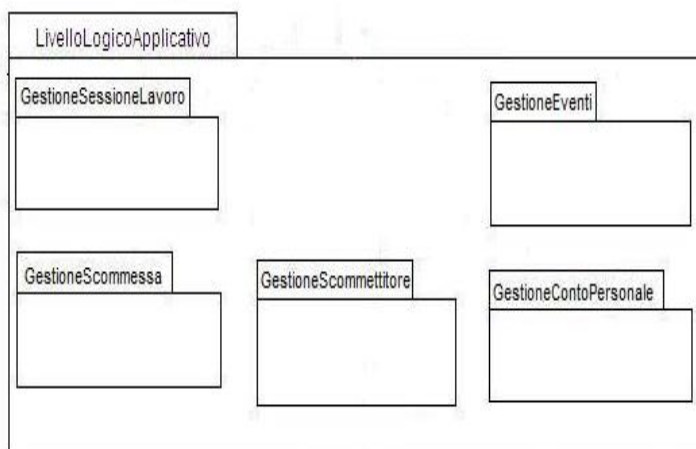 LivelloLogicoApplicativo
GestioneSessioneLavoro
GestioneEventi
GestioneScommessa
GestioneScommettitore
GestioneContoPersonale